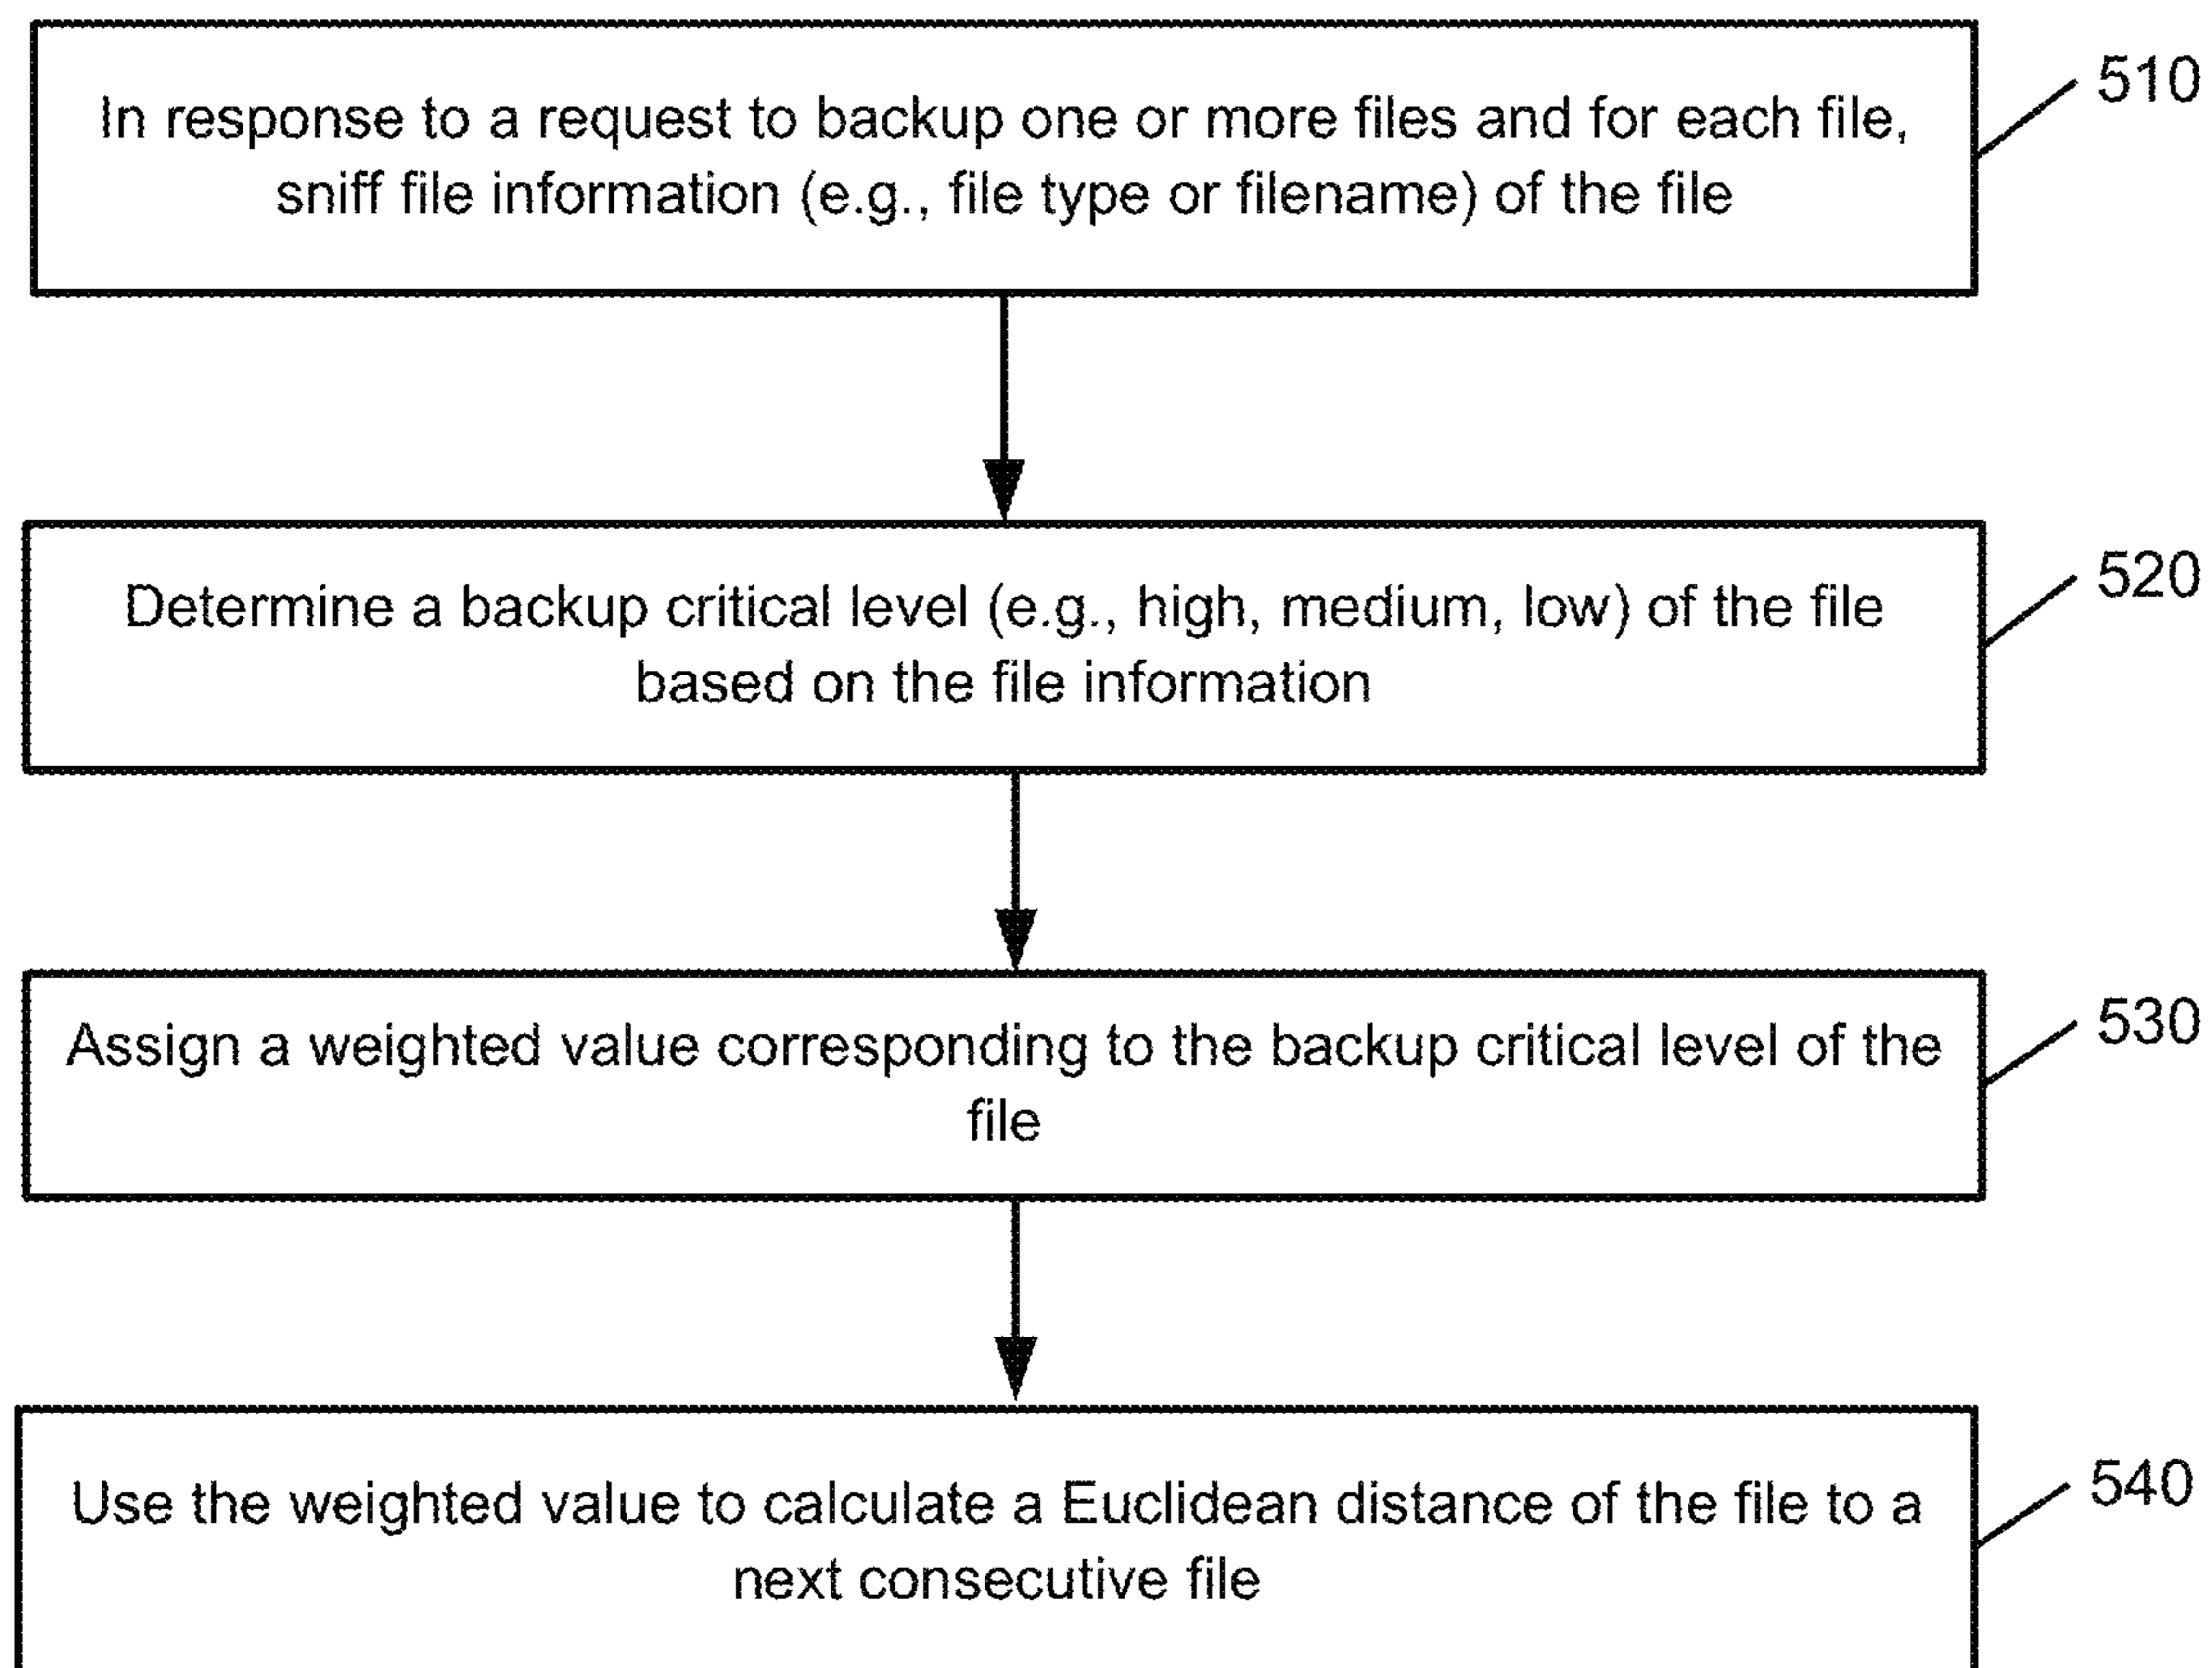 In response to a request to backup one or more files and for each file,
sniff file information (e.g., file type or filename) of the file
510
Determine a backup critical level (e.g., high, medium, low) of the file
based on the file information
520
Assign a weighted value corresponding to the backup critical level of the
file
530
Use the weighted value to calculate a Euclidean distance of the file to a
next consecutive file
540